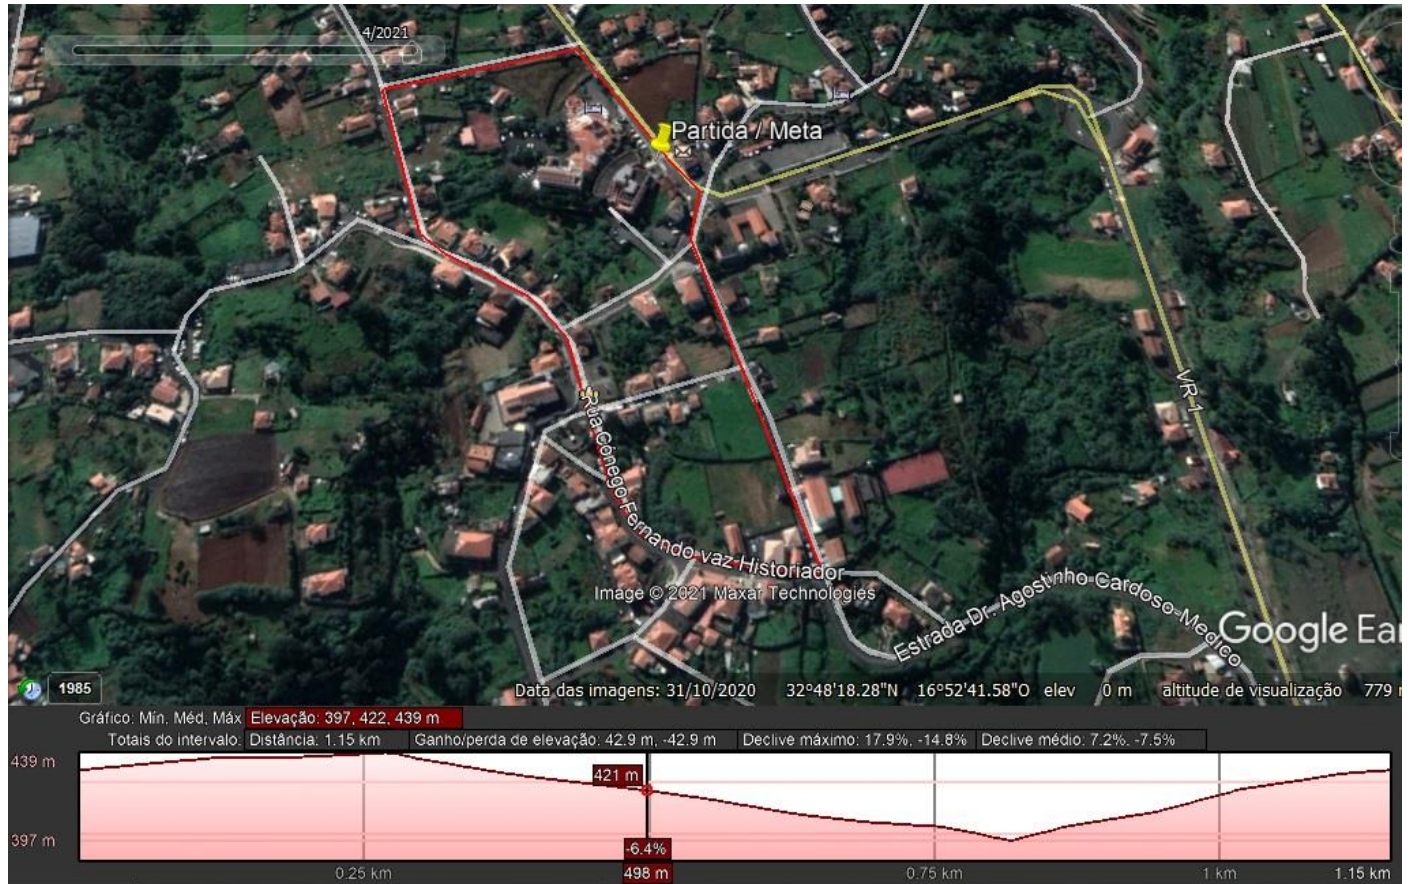 4/2021
Partida / Meta
VR-1
Rua Cónego Fernando vaz Historiador
Image © 2021 Maxar Technologies
Estrada Dr. Agostinho Cardoso-Medico
Google Ear
1985
Data das imagens: 31/10/2020 32°48'18.28"N 16°52'41.58"O elev 0 m altitude de visualização 779 m
Gráfico: Mín, Méd, Máx Elevação: 397, 422, 439 m
Totais do intervalo: Distância: 1.15 km Ganho/perda de elevação: 42.9 m, -42.9 m Declive máximo: 17.9%, -14.8% Declive médio: 7.2%, -7.5%
439 m
421 m
397 m
-6.4%
0.25 km 498 m 0.75 km 1 km 1.15 km